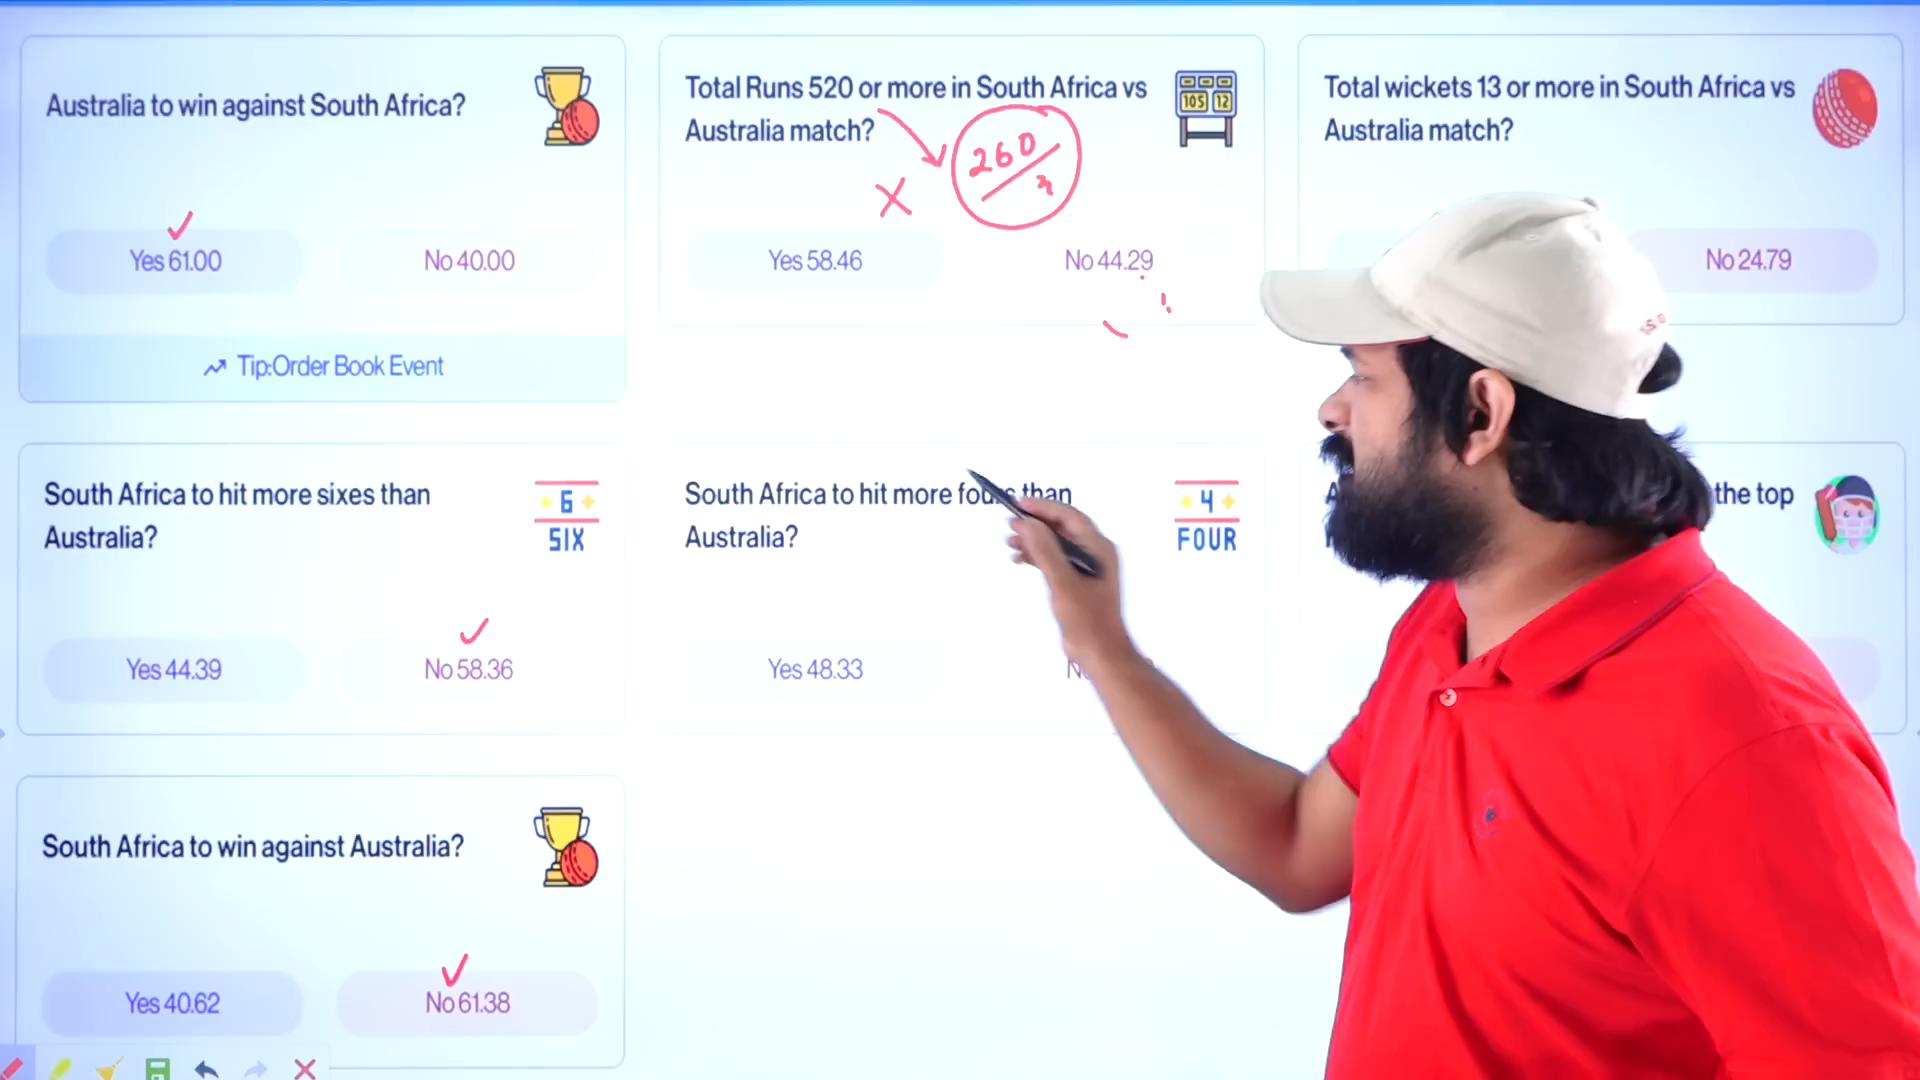 Australia to win against South Africa?
Yes 61.00
No 40.00
Tip:Order Book Event
Total Runs 520 or more in South Africa vs
Australia match?
260
Yes 58.46
No 44.29
105 12
Total wickets 13 or more in South Africa vs
Australia match?
No 24.79
South Africa to hit more sixes than
Australia?
6
SIX
Yes 44.39
No 58.36
South Africa to hit more fours than
Australia?
4
FOUR
Yes 48.33
the top
South Africa to win against Australia?
Yes 40.62
No 61.38